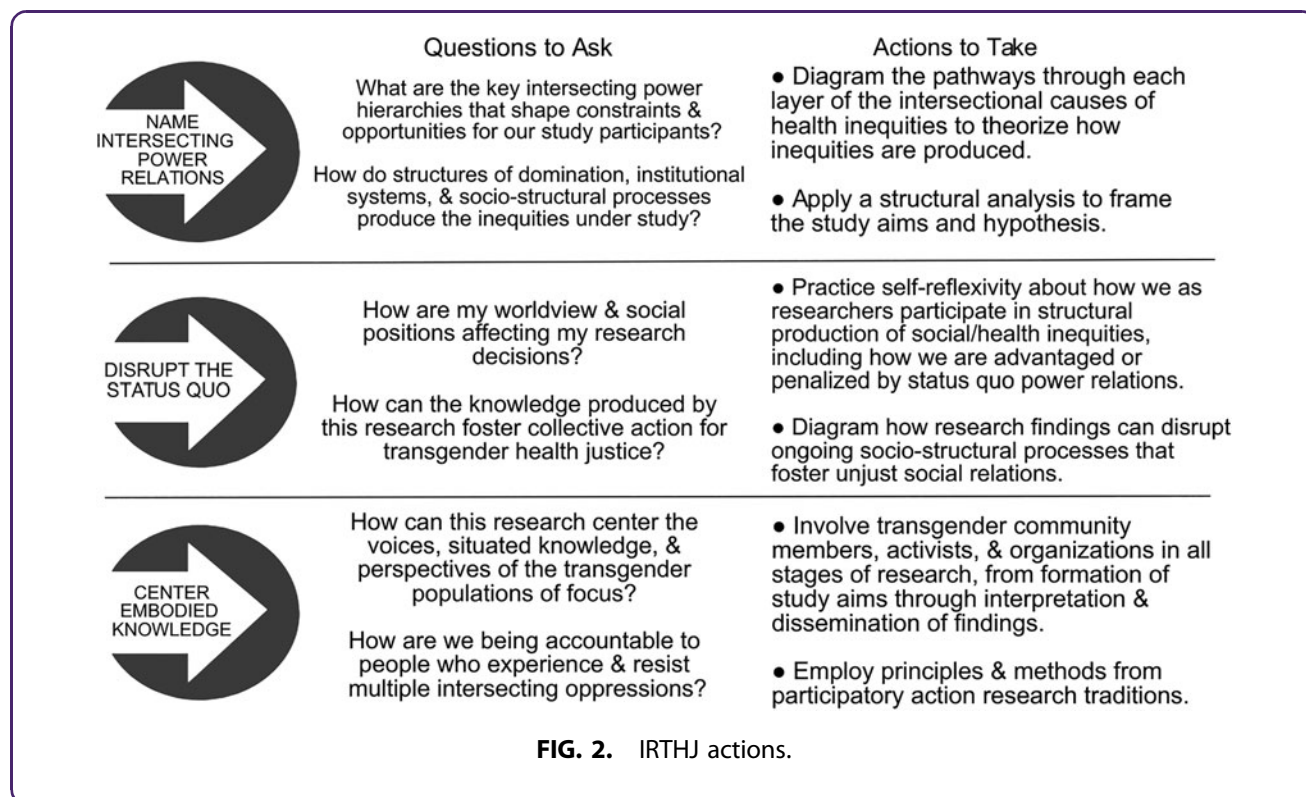 Questions to Ask
Actions to Take
NAME
INTERSECTING
POWER
RELATIONS
What are the key intersecting power
hierarchies that shape constraints &
opportunities for our study participants?
How do structures of domination, institutional
systems, & socio-structural processes
produce the inequities under study?
● Diagram the pathways through each
layer of the intersectional causes of
health inequities to theorize how
inequities are produced.
● Apply a structural analysis to frame
the study aims and hypothesis.
DISRUPT THE
STATUS QUO
How are my worldview & social
positions affecting my research
decisions?
How can the knowledge produced by
this research foster collective action for
transgender health justice?
● Practice self-reflexivity about how we as
researchers participate in structural
production of social/health inequities,
including how we are advantaged or
penalized by status quo power relations.
● Diagram how research findings can disrupt
ongoing socio-structural processes that
foster unjust social relations.
CENTER
EMBODIED
KNOWLEDGE
How can this research center the
voices, situated knowledge, &
perspectives of the transgender
populations of focus?
How are we being accountable to
people who experience & resist
multiple intersecting oppressions?
● Involve transgender community
members, activists, & organizations in all
stages of research, from formation of
study aims through interpretation &
dissemination of findings.
● Employ principles & methods from
participatory action research traditions.
FIG. 2. IRTHJ actions.